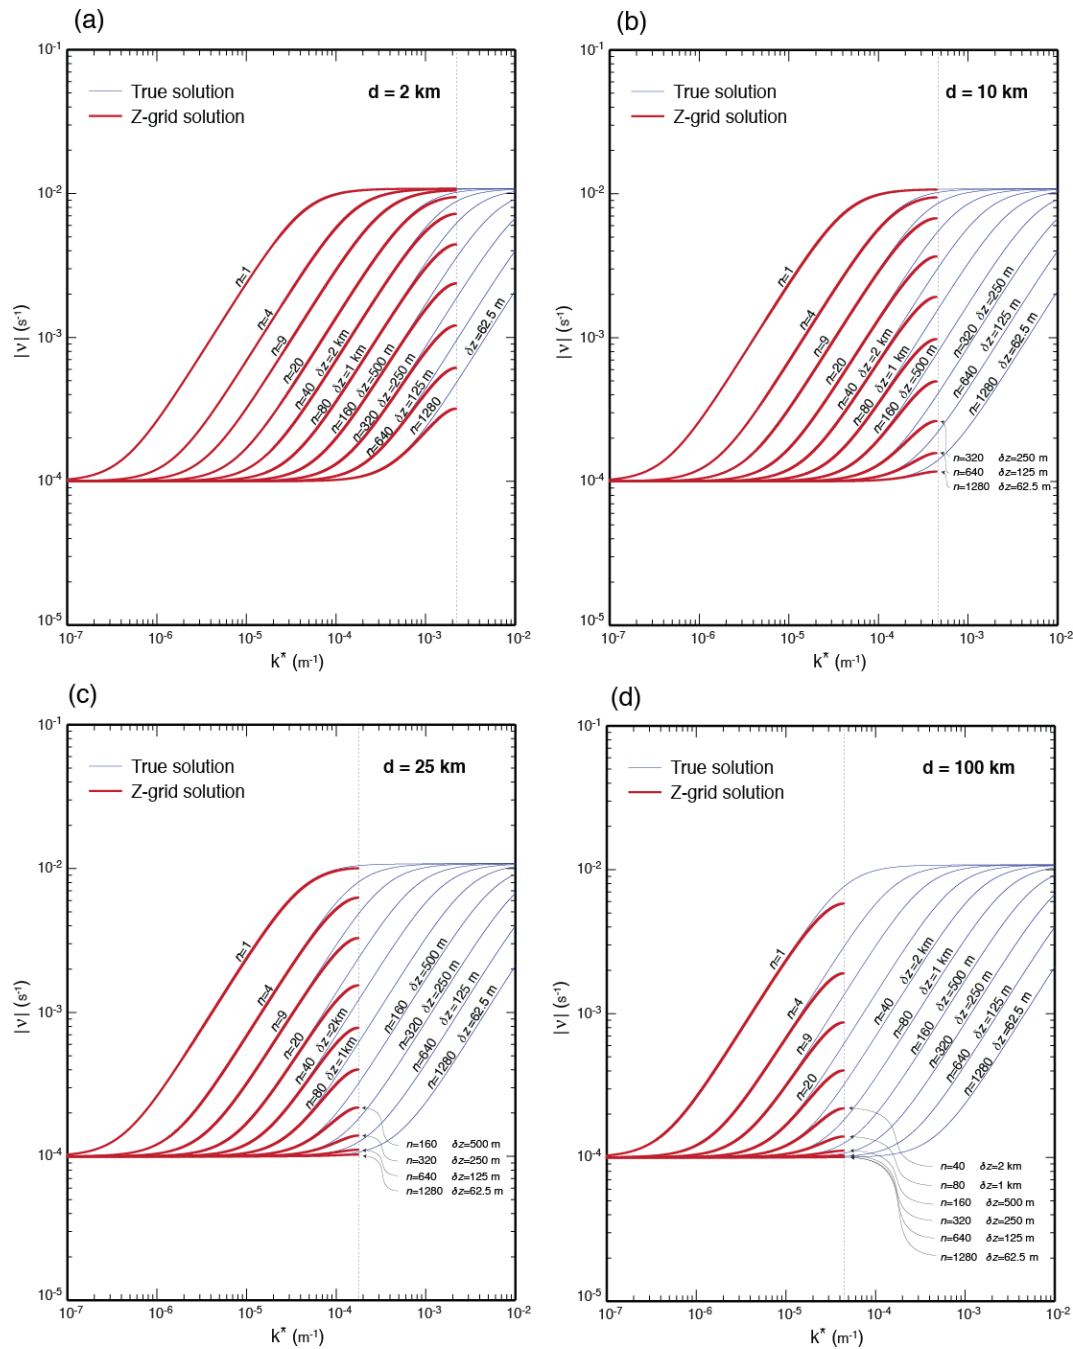 (a)
10-1
True solution
Z-grid solution
d = 2 km
10-2
n=1
n=4
n=9
n=20
n=40 δz=2 km
n=80 δz=1 km
n=160 δz=500 m
n=320 δz=250 m
n=640 δz=125 m
n=1280
δz=62.5 m
|ν| (s-1)
10-3
10-4
10-5
10-7
10-6
10-5
10-4
10-3
10-2
k* (m-1)
(b)
10-1
True solution
Z-grid solution
d = 10 km
10-2
n=1
n=4
n=9
n=20
n=40 δz=2 km
n=80 δz=1 km
n=160 δz=500 m
n=320 δz=250 m
n=640 δz=125 m
n=1280 δz=62.5 m
|ν| (s-1)
10-3
n=320 δz=250 m
n=640 δz=125 m
n=1280 δz=62.5 m
10-4
10-5
10-7
10-6
10-5
10-4
10-3
10-2
k* (m-1)
(c)
10-1
True solution
Z-grid solution
d = 25 km
10-2
n=1
n=4
n=9
n=20
n=40 δz=2km
n=80 δz=1km
n=160 δz=500 m
n=320 δz=250 m
n=640 δz=125 m
n=1280 δz=62.5 m
|ν| (s-1)
10-3
n=160 δz=500 m
n=320 δz=250 m
n=640 δz=125 m
n=1280 δz=62.5 m
10-4
10-5
10-7
10-6
10-5
10-4
10-3
10-2
k* (m-1)
(d)
10-1
True solution
Z-grid solution
d = 100 km
10-2
n=1
n=4
n=9
n=20
n=40 δz=2 km
n=80 δz=1 km
n=160 δz=500 m
n=320 δz=250 m
n=640 δz=125 m
n=1280 δz=62.5 m
|ν| (s-1)
10-3
10-4
n=40 δz=2 km
n=80 δz=1 km
n=160 δz=500 m
n=320 δz=250 m
n=640 δz=125 m
n=1280 δz=62.5 m
10-5
10-7
10-6
10-5
10-4
10-3
10-2
k* (m-1)